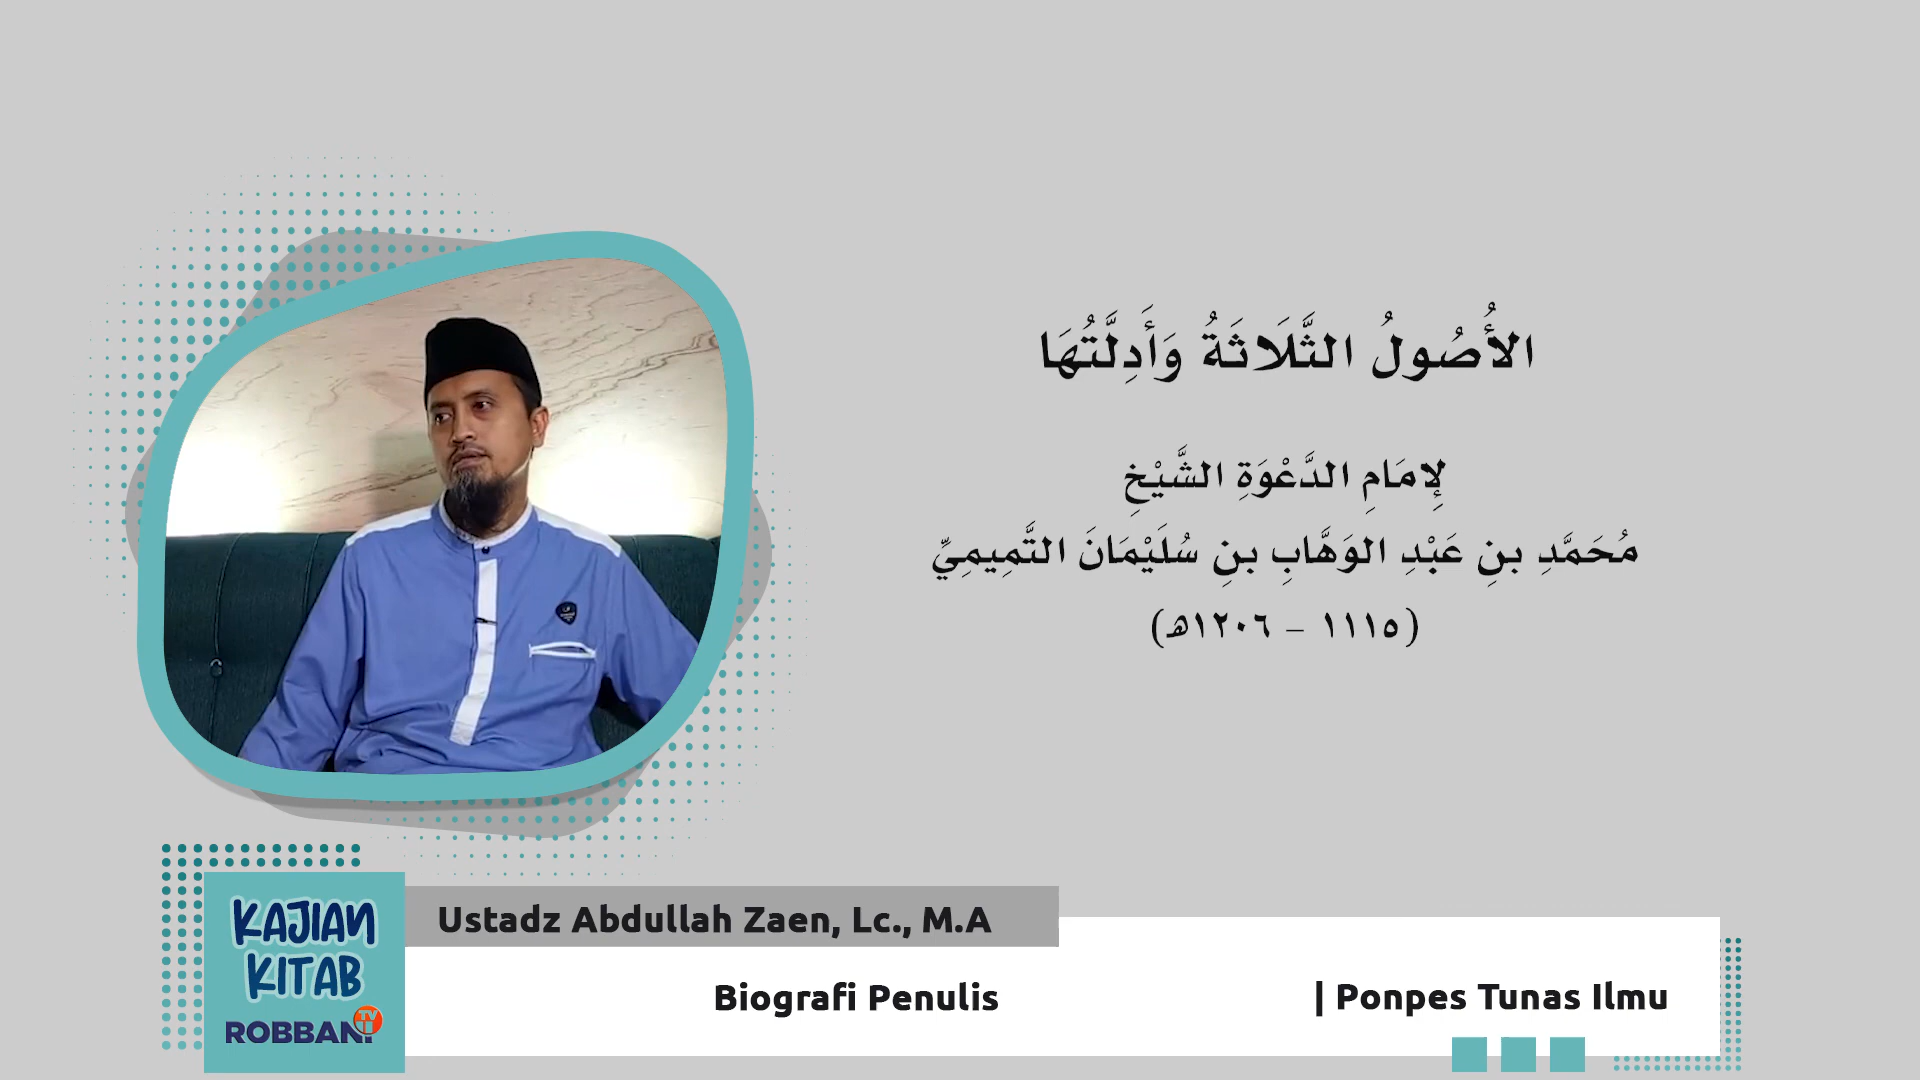 الأُصُولُ الثَّلَاثَةُ وَأَدِلَّتُهَا
لِإِمَامِ الدَّعْوَةِ الشَّيْخِ
مُحَمَّدِ بنِ عَبْدِ الوَهَّابِ بنِ سُلَيْمَانَ التَّمِيمِيِّ
(١١١٥ – ١٢٠٦هـ)
Ustadz Abdullah Zaen, Lc., M.A
KAJIAN
KITAB
ROBBANI TV
Biografi Penulis
| Ponpes Tunas Ilmu